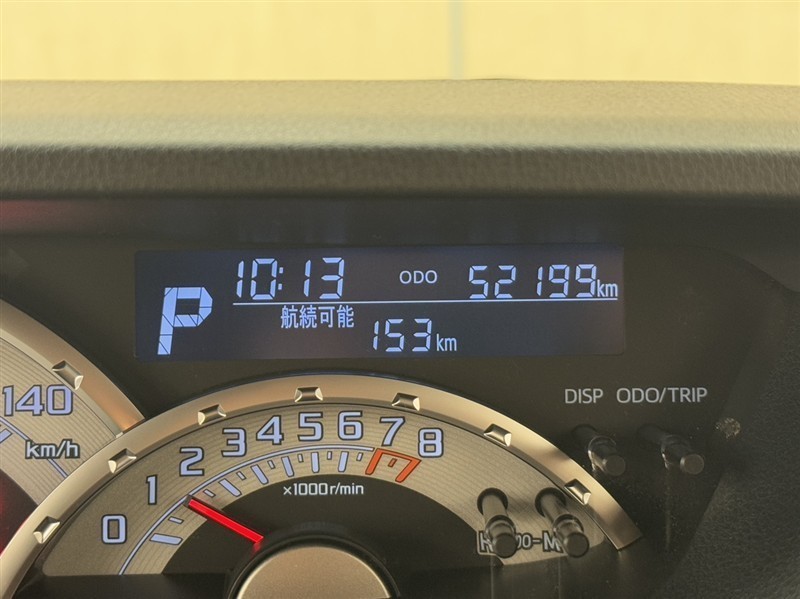 P
10:13 ODO 52199km
航続可能
153km
DISP ODO/TRIP
140
km/h
0 1 2 3 4 5 6 7 8
×1000r/min